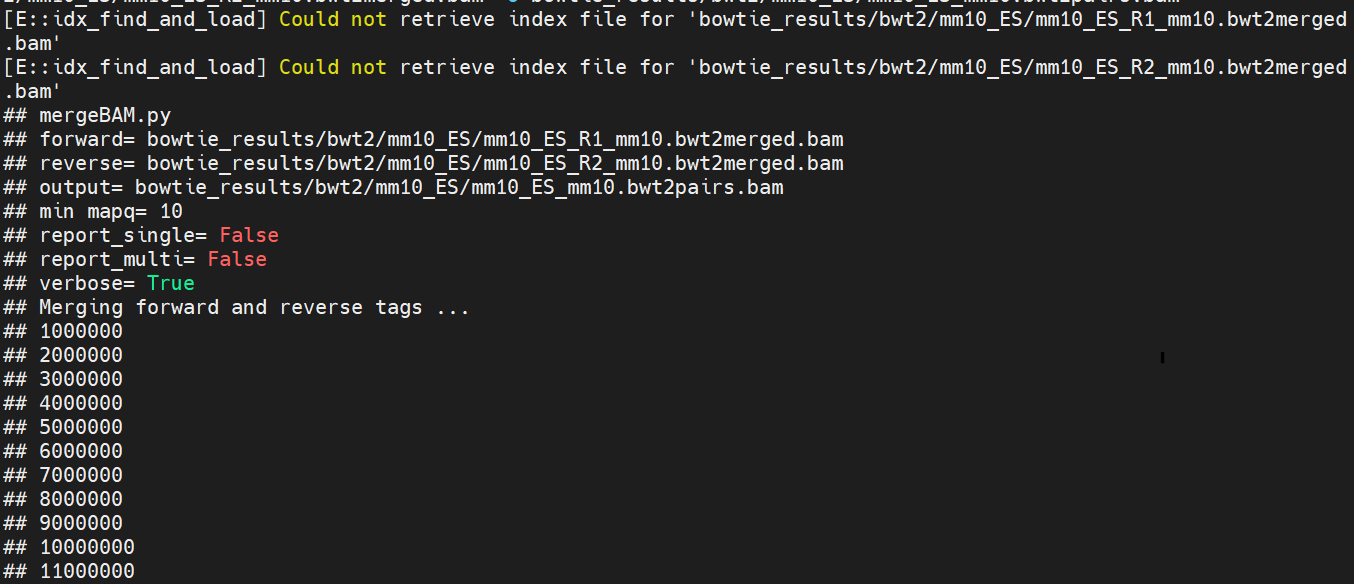 [E::idx_find_and_load] Could not retrieve index file for 'bowtie_results/bwt2/mm10_ES/mm10_ES_R1_mm10.bwt2merged
.bam'
[E::idx_find_and_load] Could not retrieve index file for 'bowtie_results/bwt2/mm10_ES/mm10_ES_R2_mm10.bwt2merged
.bam'
## mergeBAM.py
## forward= bowtie_results/bwt2/mm10_ES/mm10_ES_R1_mm10.bwt2merged.bam
## reverse= bowtie_results/bwt2/mm10_ES/mm10_ES_R2_mm10.bwt2merged.bam
## output= bowtie_results/bwt2/mm10_ES/mm10_ES_mm10.bwt2pairs.bam
## min mapq= 10
## report_single= False
## report_multi= False
## verbose= True
## Merging forward and reverse tags ...
## 1000000
## 2000000
## 3000000
## 4000000
## 5000000
## 6000000
## 7000000
## 8000000
## 9000000
## 10000000
## 11000000